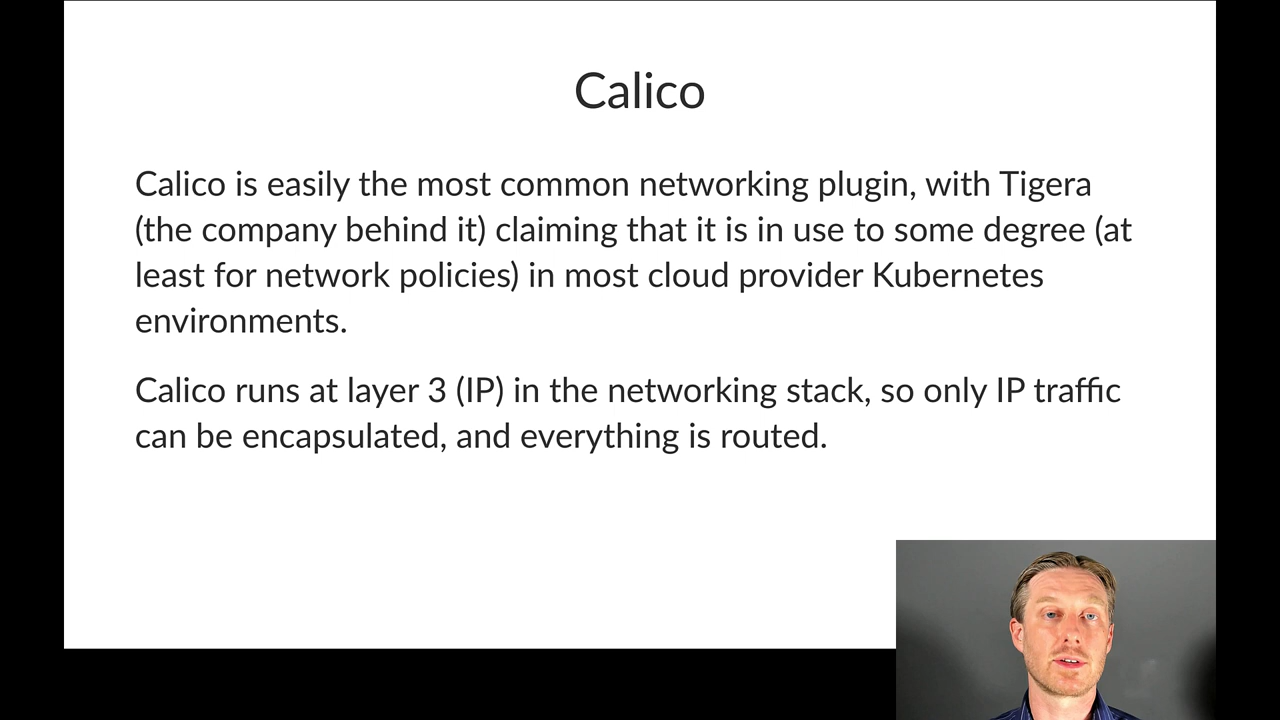 Calico
Calico is easily the most common networking plugin, with Tigera
(the company behind it) claiming that it is in use to some degree (at
least for network policies) in most cloud provider Kubernetes
environments.
Calico runs at layer 3 (IP) in the networking stack, so only IP traffic
can be encapsulated, and everything is routed.